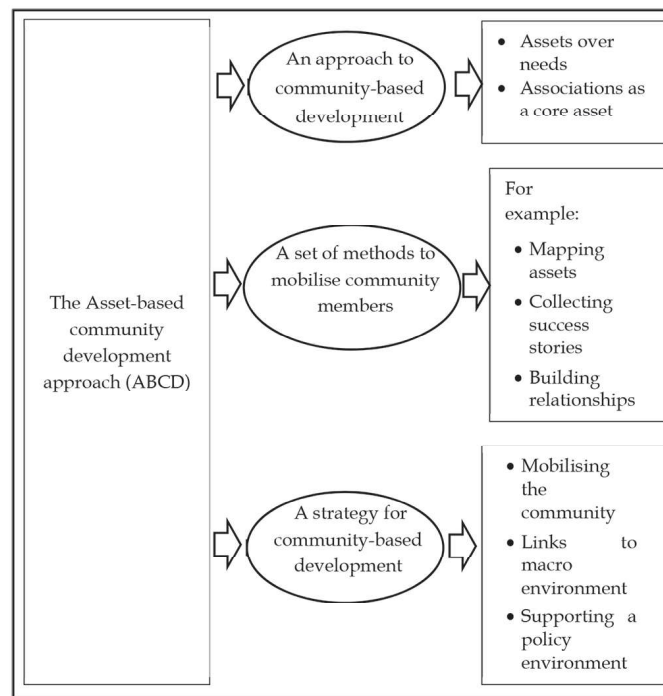 The Asset-based
community
development
approach (ABCD)
An approach to
community-based
development
• Assets over
needs
• Associations as
a core asset
A set of methods to
mobilise community
members
For
example:
• Mapping
assets
• Collecting
success
stories
• Building
relationships
A strategy for
community-based
development
• Mobilising
the
community
• Links to
macro
environment
• Supporting a
policy
environment